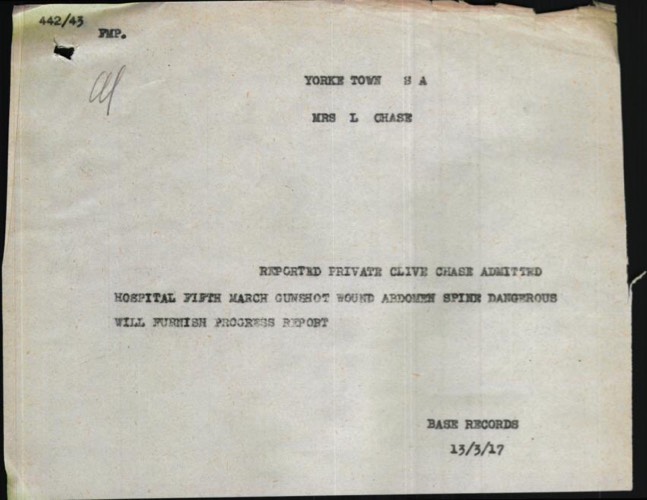 442/43
FMP.
YORKE TOWN S A
MRS L CHASE
REPORTED PRIVATE CLIVE CHASE ADMITTED
HOSPITAL FIFTH MARCH GUNSHOT WOUND ABDOMEN SPINE DANGEROUS
WILL FURNISH PROGRESS REPORT
BASE RECORDS
13/3/17